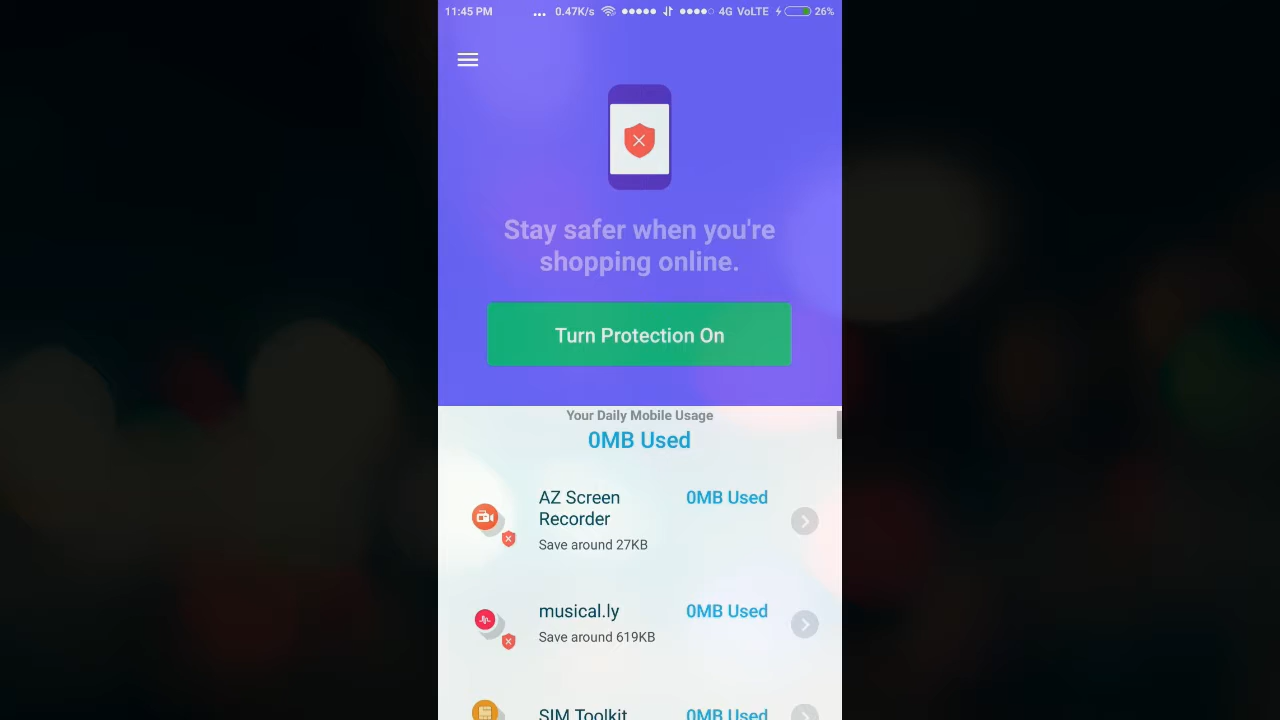 11:45 PM ... 0.47K/s 4G VoLTE 26%
Stay safer when you're
shopping online.
Turn Protection On
Your Daily Mobile Usage
0MB Used
AZ Screen 0MB Used
Recorder
Save around 27KB
musical.ly 0MB Used
Save around 619KB
SIM Toolkit 0MB Used